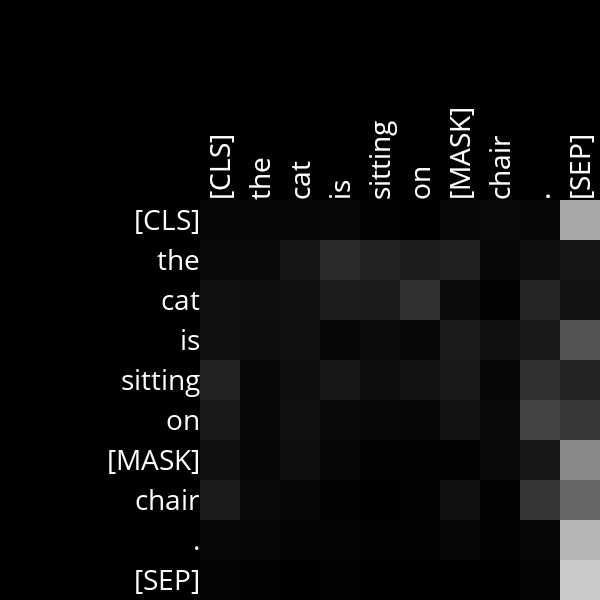 [CLS] the cat is sitting on [MASK] chair . [SEP]
[CLS]
the
cat
is
sitting
on
[MASK]
chair
.
[SEP]